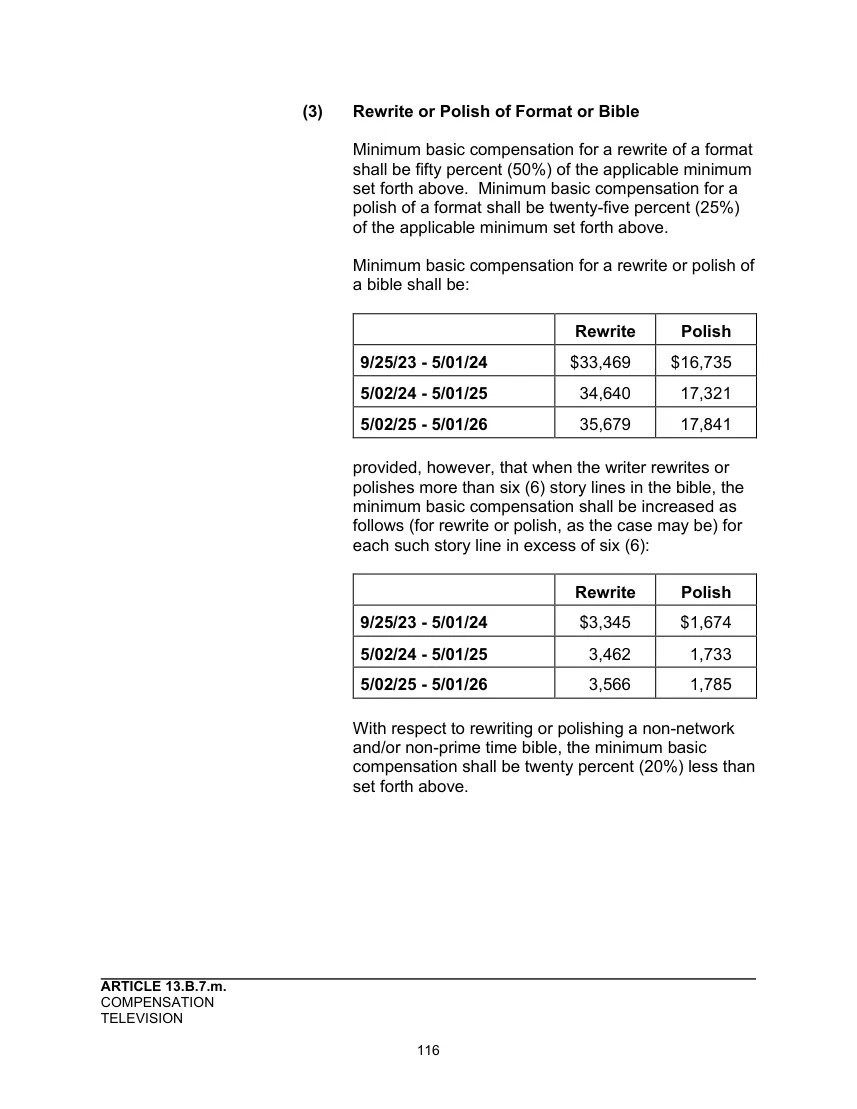 (3) Rewrite or Polish of Format or Bible
Minimum basic compensation for a rewrite of a format
shall be fifty percent (50%) of the applicable minimum
set forth above.  Minimum basic compensation for a
polish of a format shall be twenty-five percent (25%)
of the applicable minimum set forth above.
Minimum basic compensation for a rewrite or polish of
a bible shall be:
Rewrite Polish
9/25/23 - 5/01/24 $33,469 $16,735
5/02/24 - 5/01/25 34,640 17,321
5/02/25 - 5/01/26 35,679 17,841
provided, however, that when the writer rewrites or
polishes more than six (6) story lines in the bible, the
minimum basic compensation shall be increased as
follows (for rewrite or polish, as the case may be) for
each such story line in excess of six (6):
Rewrite Polish
9/25/23 - 5/01/24 $3,345 $1,674
5/02/24 - 5/01/25 3,462 1,733
5/02/25 - 5/01/26 3,566 1,785
With respect to rewriting or polishing a non-network
and/or non-prime time bible, the minimum basic
compensation shall be twenty percent (20%) less than
set forth above.
ARTICLE 13.B.7.m.
COMPENSATION
TELEVISION
116